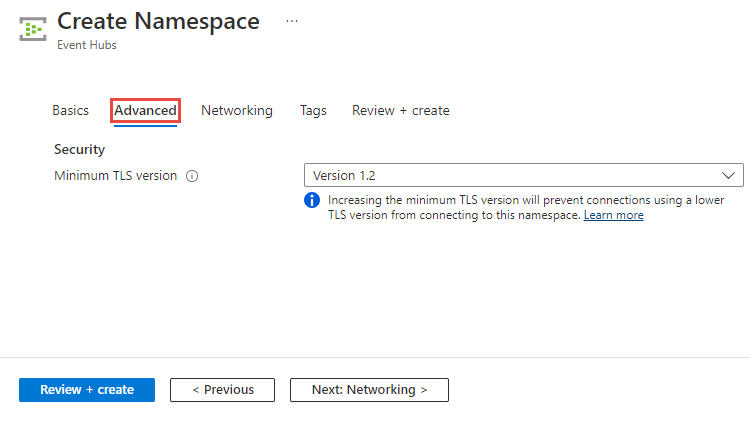 Create Namespace ...
Event Hubs
Basics Advanced Networking Tags Review + create
Security
Minimum TLS version Version 1.2
Increasing the minimum TLS version will prevent connections using a lower
TLS version from connecting to this namespace. Learn more
Review + create < Previous Next: Networking >